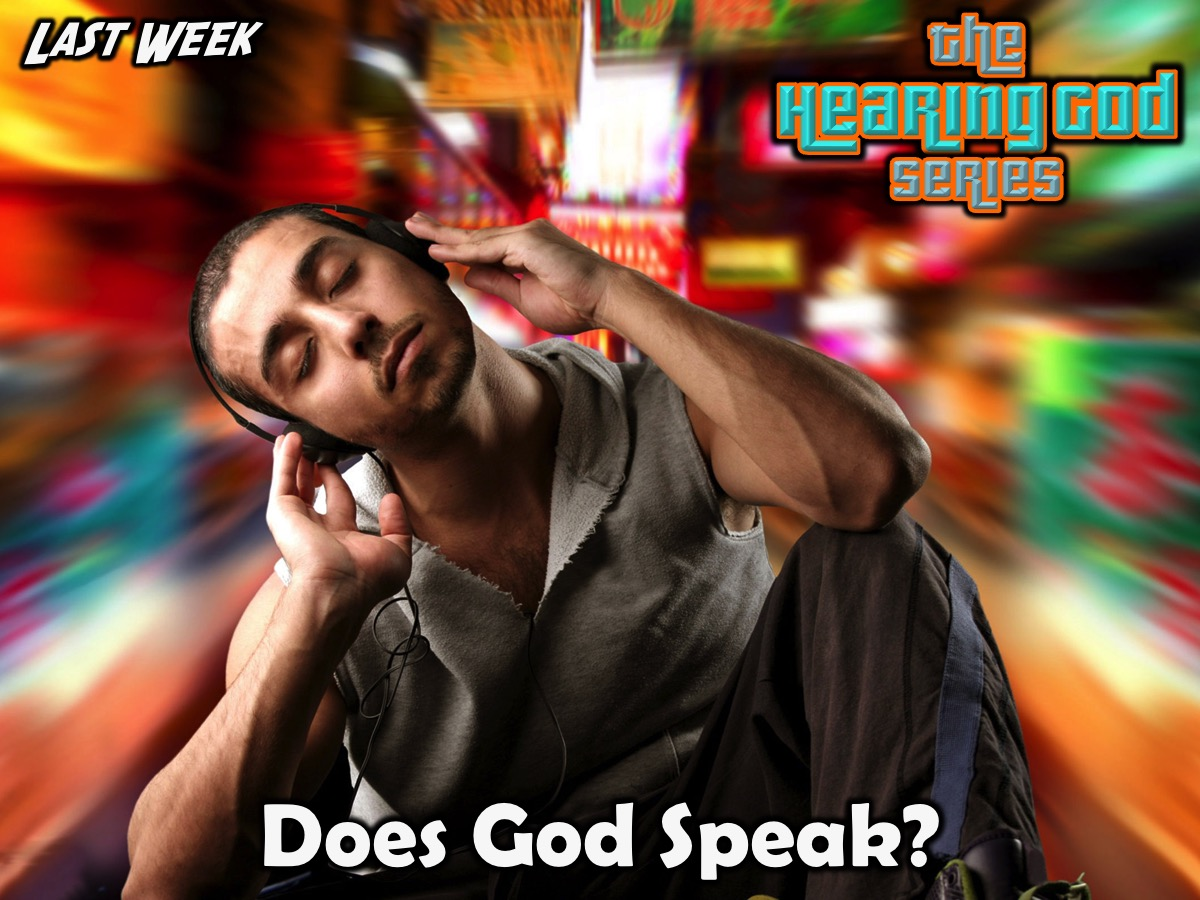 Last Week
the
Hearing God
Series
Does God Speak?